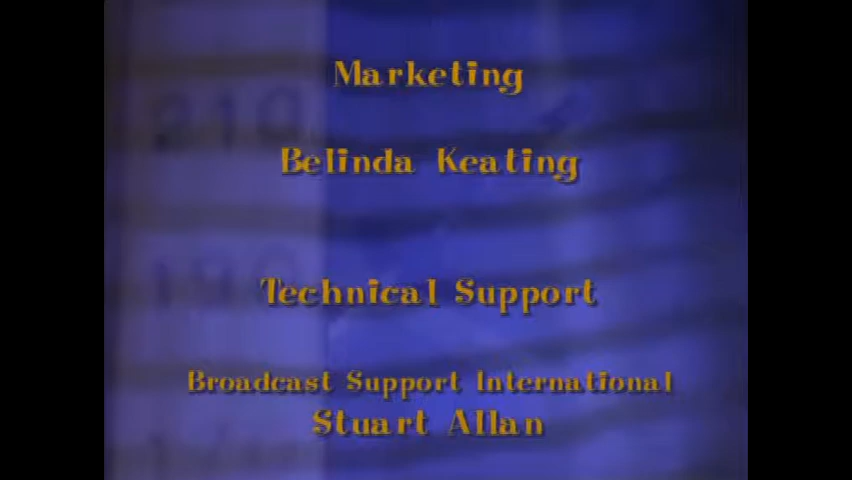 Marketing
Belinda Keating
Technical Support
Broadcast Support International
Stuart Allan